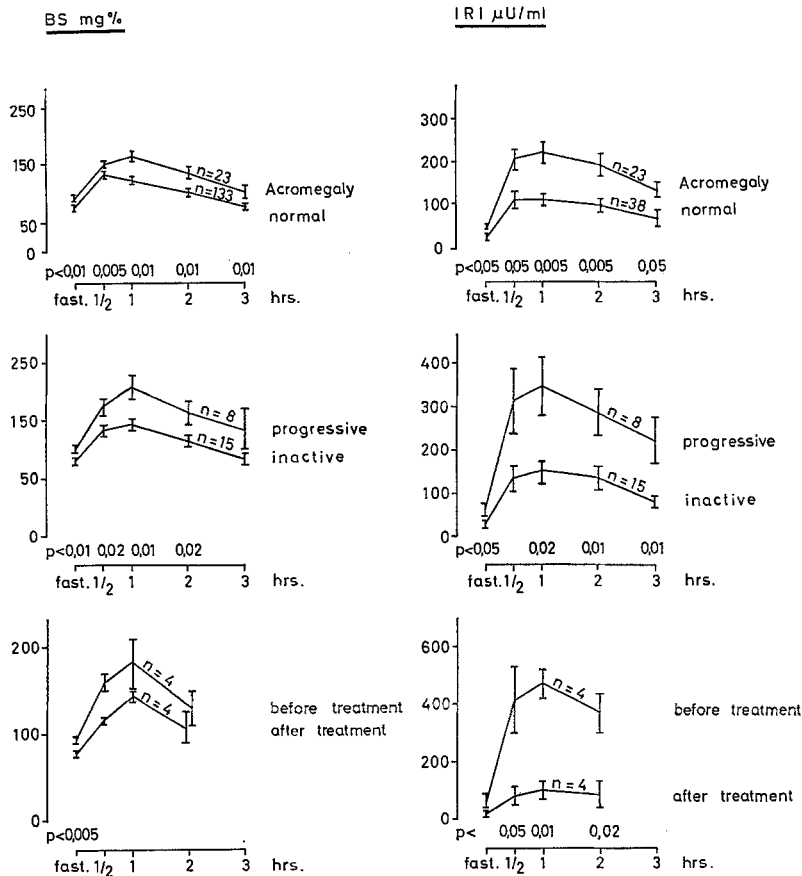 BS mg%
IRI µU/ml
250
150
50
0
n=23
n=133
Acromegaly
normal
p<0,01 0,005 0,01 0,01 0,01
fast. 1/2 1 2 3 hrs.
300
200
100
0
n=23
n=38
Acromegaly
normal
p<0,05 0,05 0,005 0,005 0,05
fast. 1/2 1 2 3 hrs.
250
150
50
0
n=8
n=15
progressive
inactive
p<0,01 0,02 0,01 0,02
fast. 1/2 1 2 3 hrs.
400
300
200
100
0
n=8
n=15
progressive
inactive
p<0,05 0,02 0,01 0,01
fast. 1/2 1 2 3 hrs.
200
100
0
n=4
n=4
before treatment
after treatment
p<0,005
fast. 1/2 1 2 3 hrs.
600
400
200
0
n=4
n=4
before treatment
after treatment
p< 0,05 0,01 0,02
fast. 1/2 1 2 3 hrs.